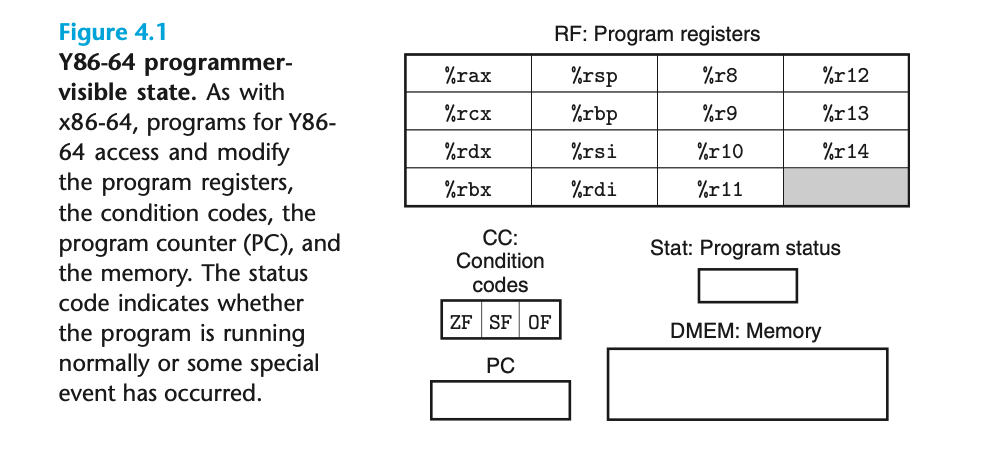 Figure 4.1
Y86-64 programmer-
visible state. As with
x86-64, programs for Y86-
64 access and modify
the program registers,
the condition codes, the
program counter (PC), and
the memory. The status
code indicates whether
the program is running
normally or some special
event has occurred.
RF: Program registers
%rax %rsp %r8 %r12
%rcx %rbp %r9 %r13
%rdx %rsi %r10 %r14
%rbx %rdi %r11
CC:
Condition
codes
ZF SF OF
PC
Stat: Program status
DMEM: Memory